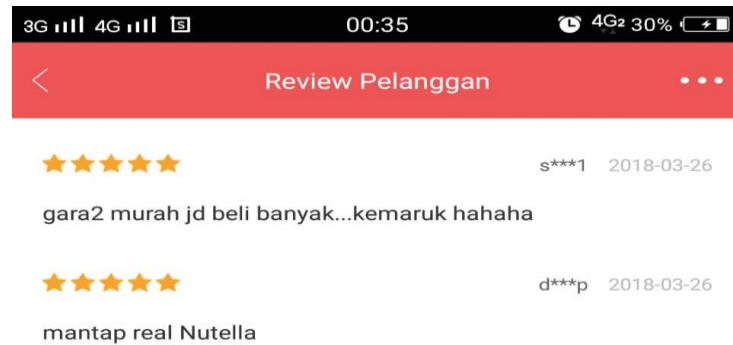 3G 4G 00:35 4G2 30%
Review Pelanggan
s***1 2018-03-26
gara2 murah jd beli banyak...kemaruk hahaha
d***p 2018-03-26
mantap real Nutella